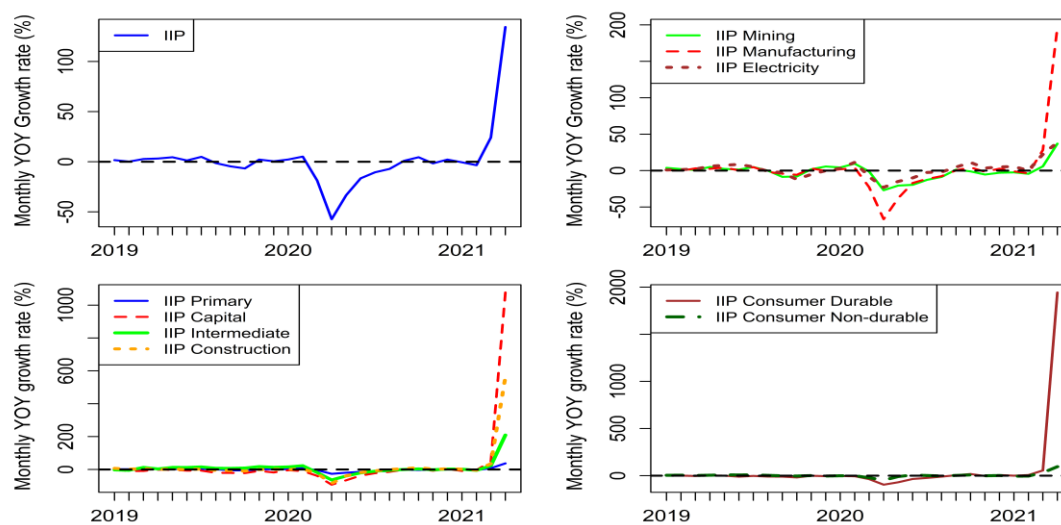 Monthly YOY Growth rate (%)
100
50
0
-50
IIP
2019
2020
2021
Monthly YOY Growth rate (%)
200
150
100
50
0
-50
IIP Mining
IIP Manufacturing
IIP Electricity
2019
2020
2021
Monthly YOY growth rate (%)
1000
600
200
0
IIP Primary
IIP Capital
IIP Intermediate
IIP Construction
2019
2020
2021
Monthly YOY growth rate (%)
2000
1000
500
0
IIP Consumer Durable
IIP Consumer Non-durable
2019
2020
2021